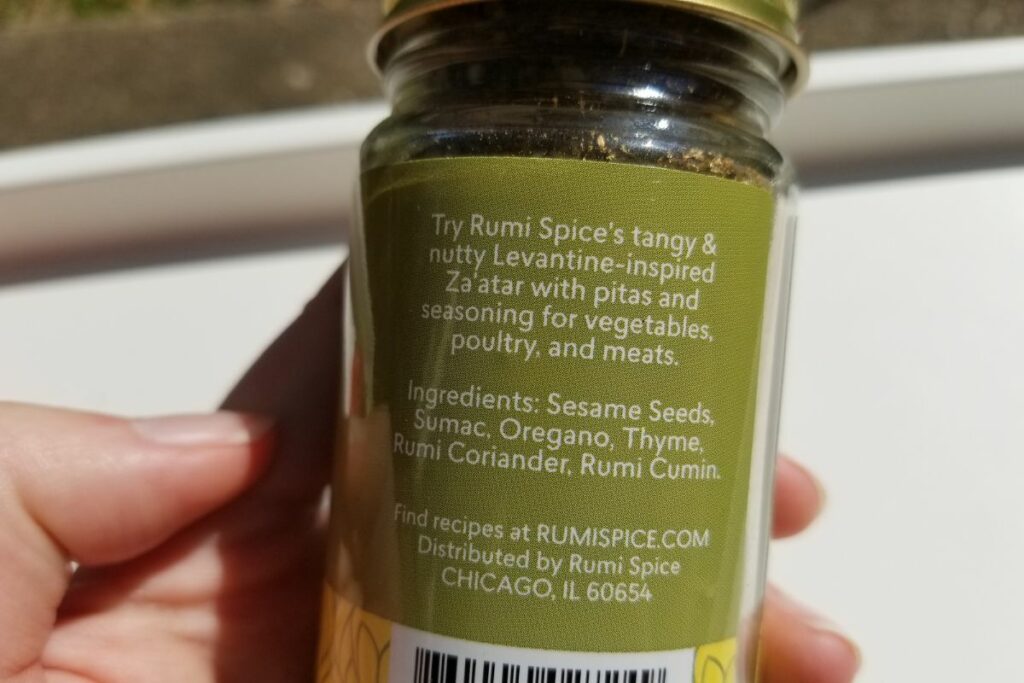 Try Rumi Spice's tangy &
nutty Levantine-inspired
Za'atar with pitas and
seasoning for vegetables,
poultry, and meats.
Ingredients: Sesame Seeds,
Sumac, Oregano, Thyme,
Rumi Coriander, Rumi Cumin.
Find recipes at RUMISPICE.COM
Distributed by Rumi Spice
CHICAGO, IL 60654